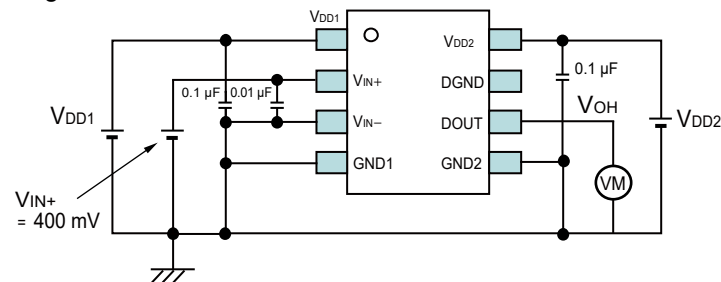 VDD1
VDD2
VIN+
DGND
0.1 µF
0.01 µF
0.1 µF
VOH
VDD1
VIN−
DOUT
VDD2
GND1
GND2
VM
VIN+
= 400 mV